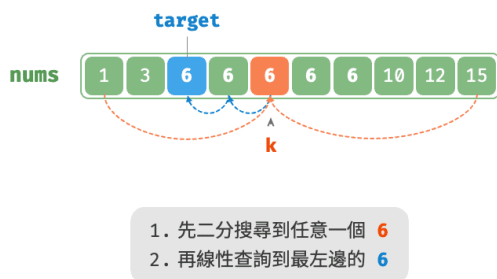 target
nums 1 3 6 6 6 6 6 10 12 15
k
1. 先二分搜尋到任意一個 6
2. 再線性查詢到最左邊的 6